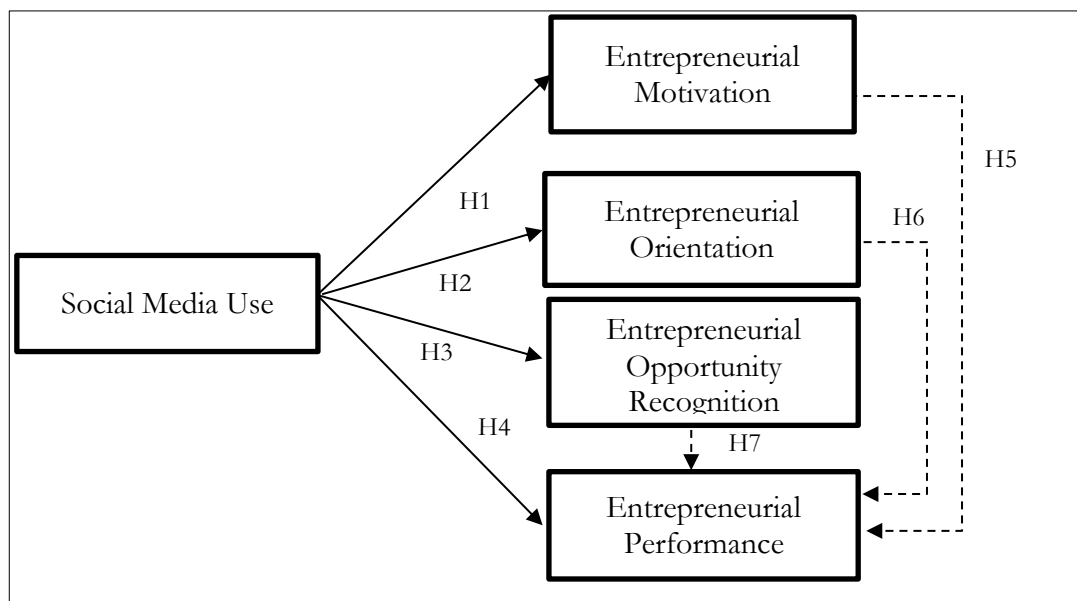 Entrepreneurial
Motivation
H5
H1
Entrepreneurial
Orientation
H6
H2
Social Media Use
H3
Entrepreneurial
Opportunity
Recognition
H4
H7
Entrepreneurial
Performance